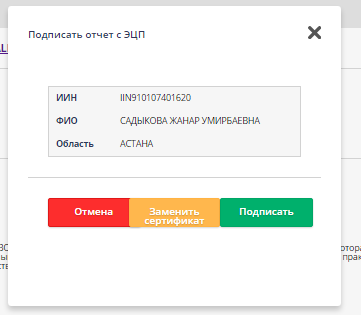 Подписать отчет с ЭЦП
ИИН IIN910107401620
ФИО САДЫКОВА ЖАНАР УМИРБАЕВНА
Область АСТАНА
Отмена
Заменить
сертификат
Подписать